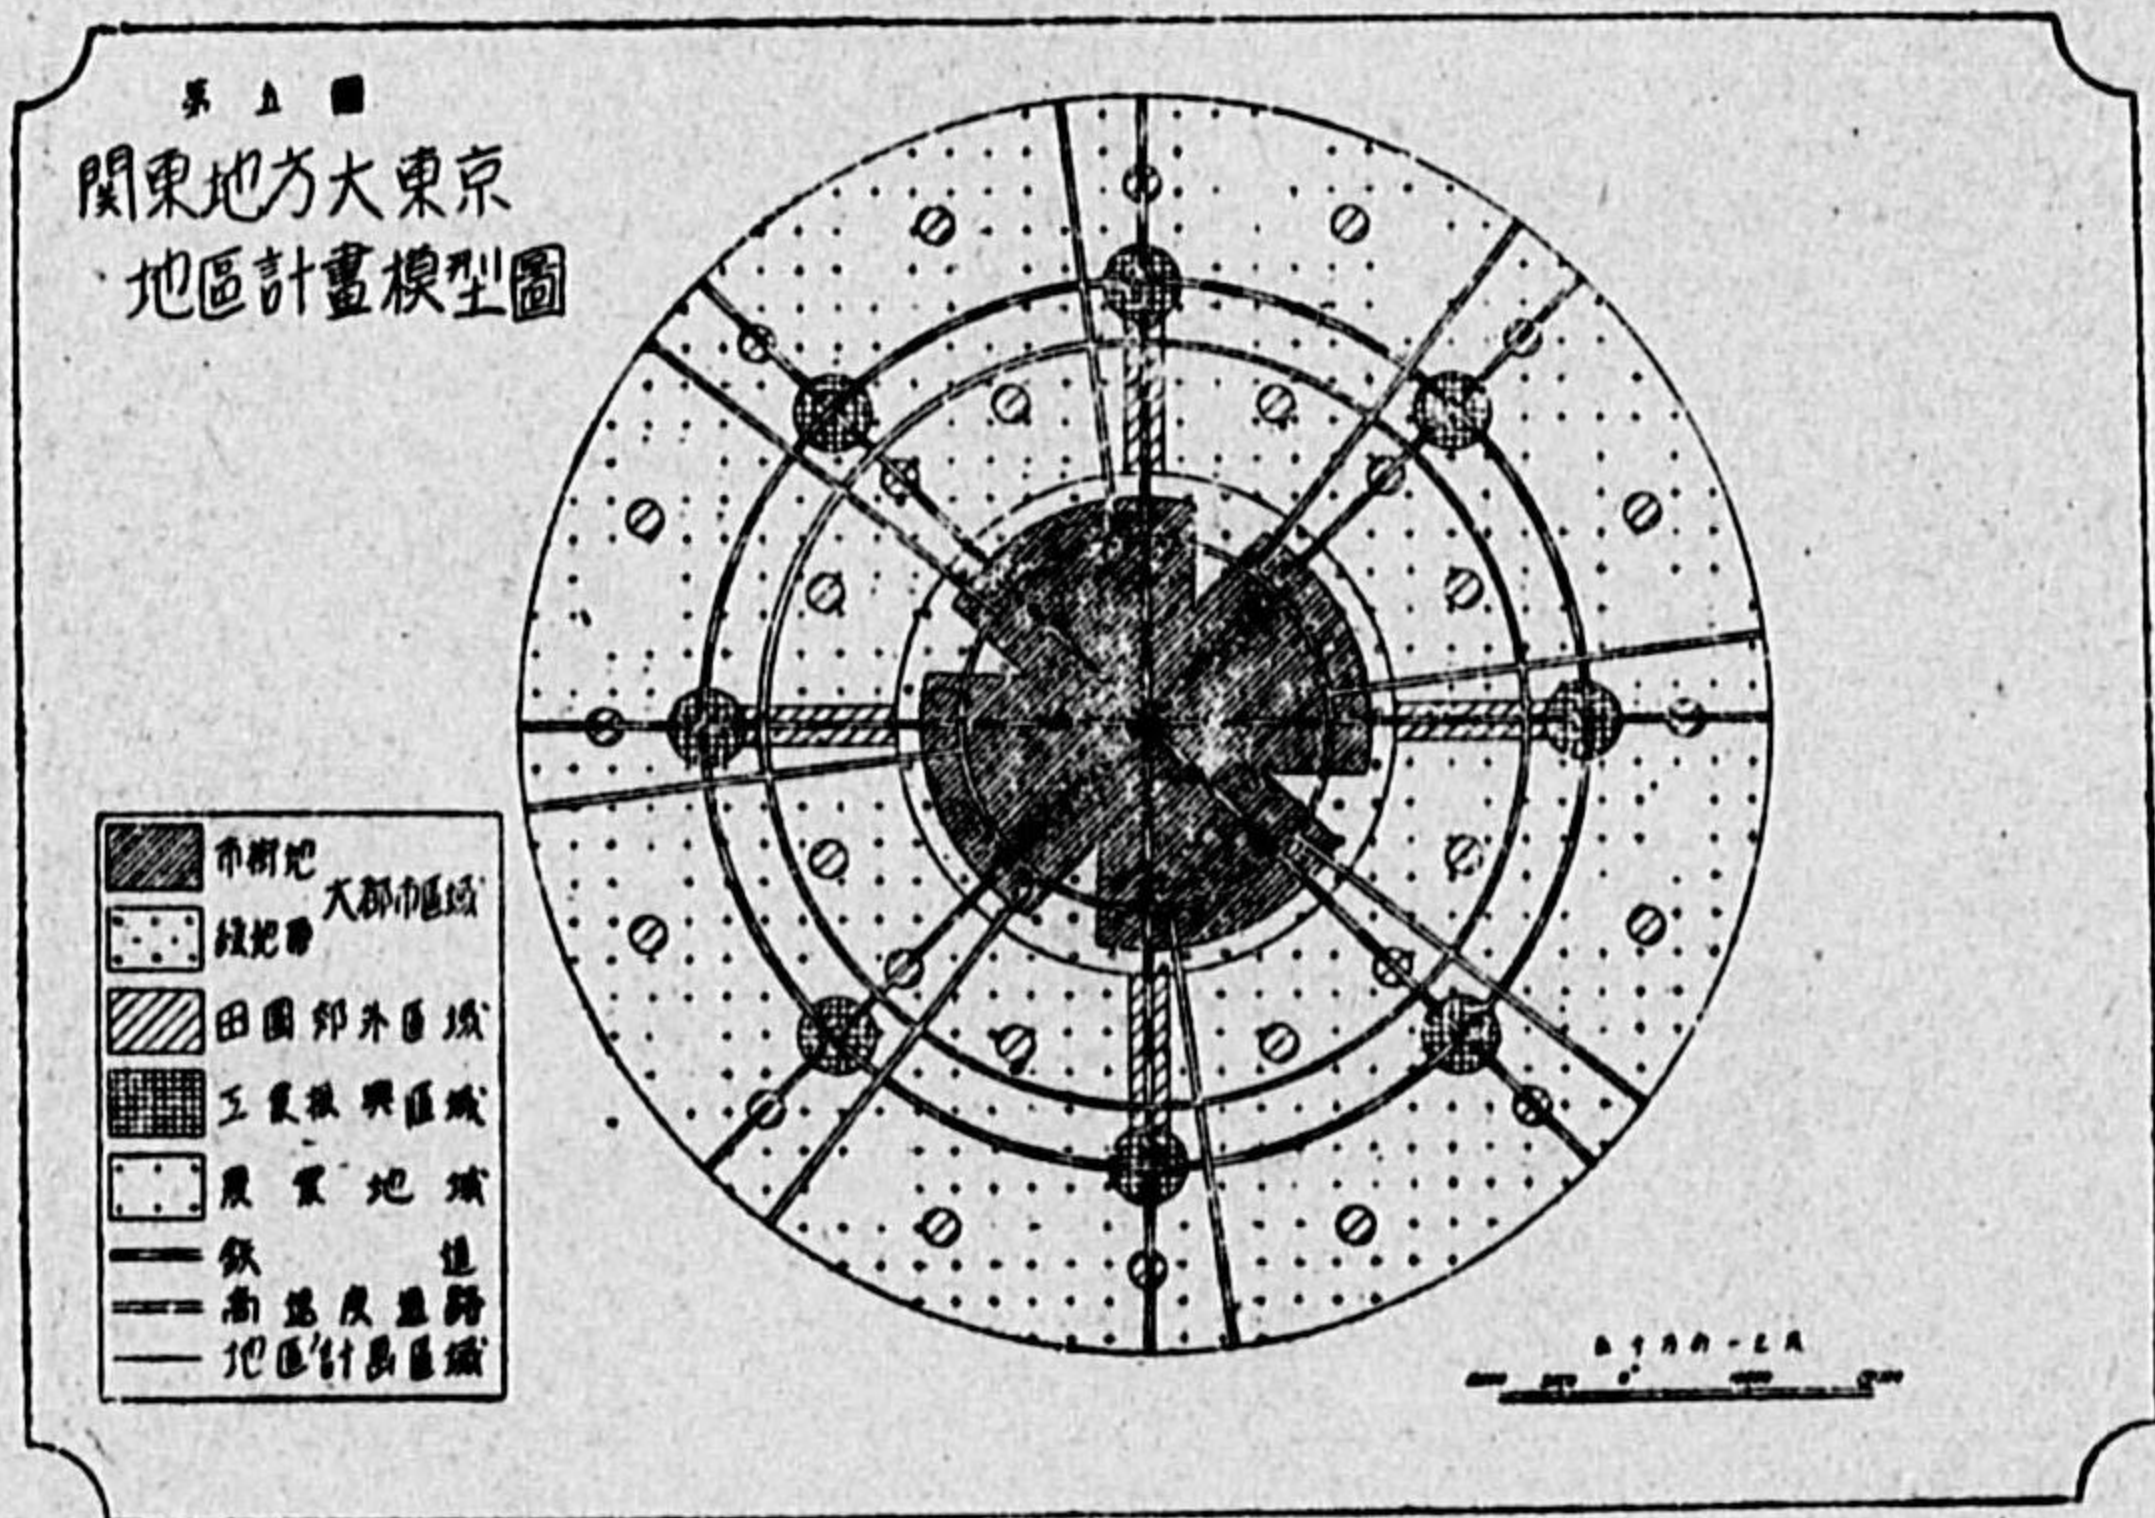 第五圖
関東地方大東京
地區計畫模型圖
市街地
大都市區域
緑地帯
田園郊外區域
工業振興區域
農業地域
鉄道
高速度道路
地區計畫區域